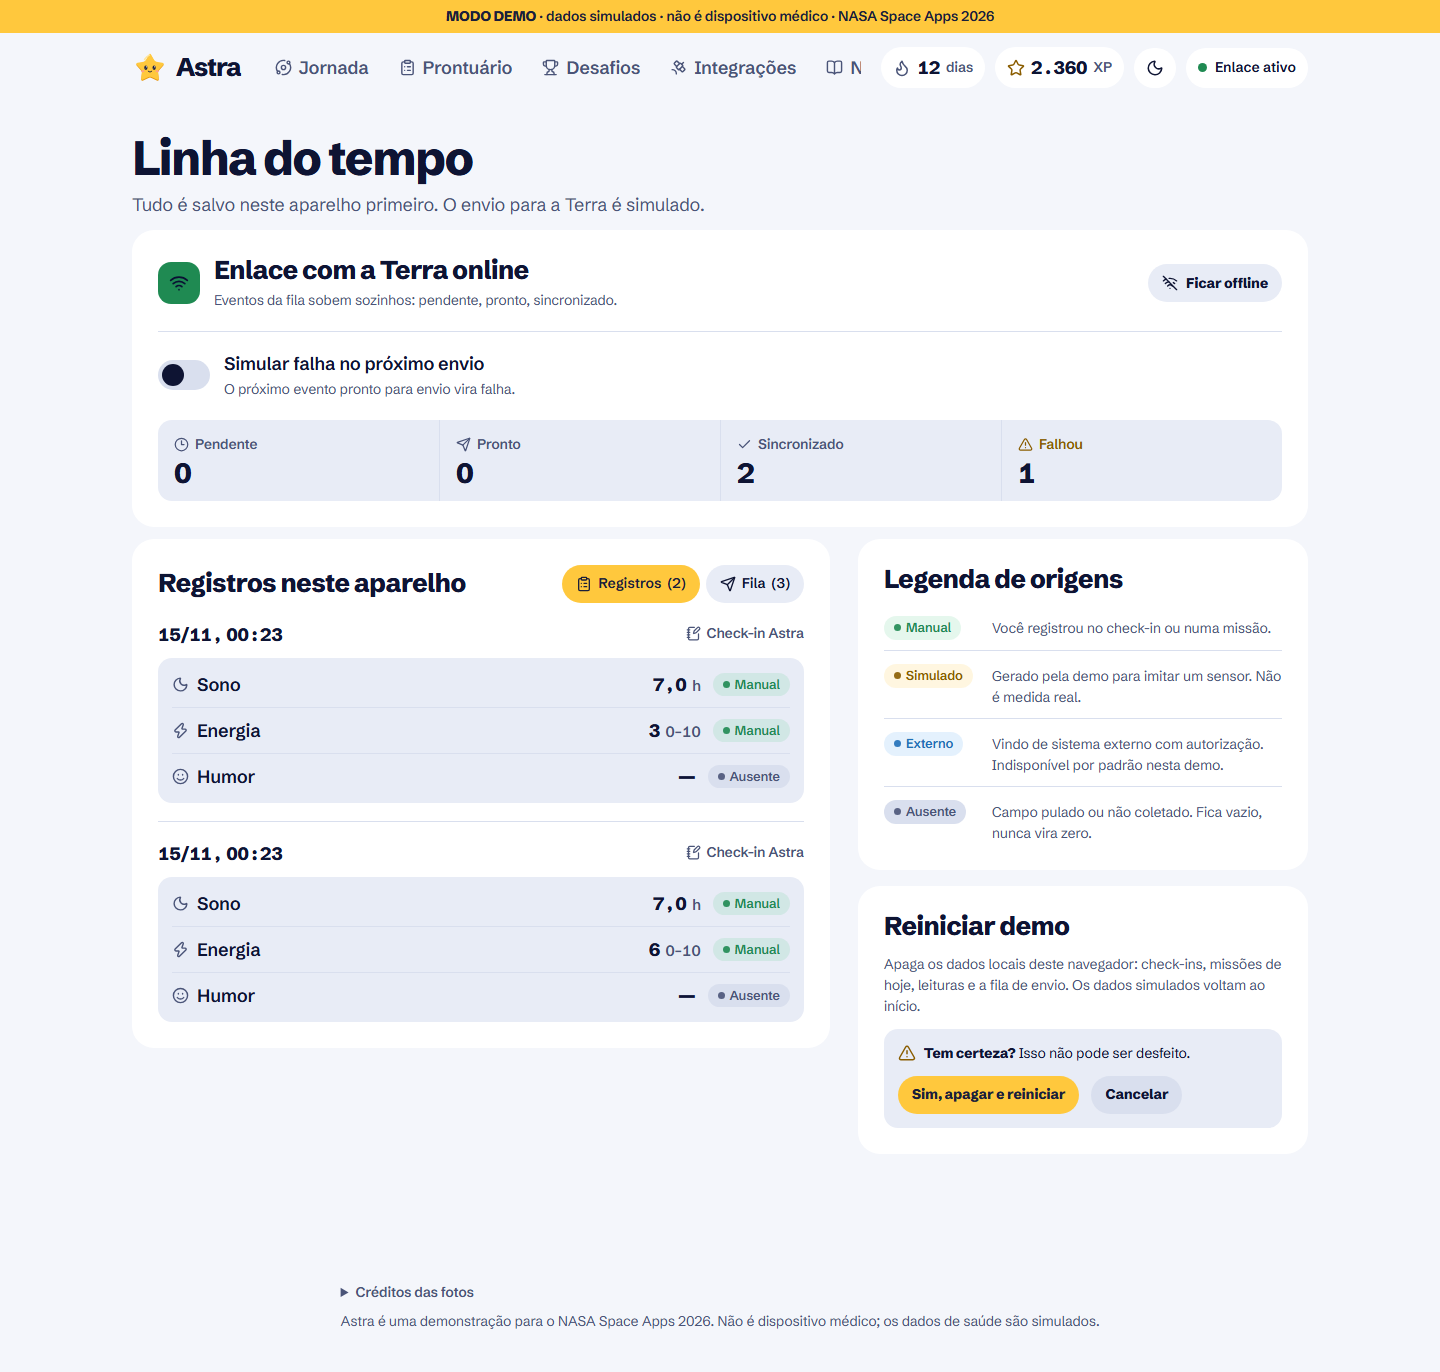 MODO DEMO · dados simulados · não é dispositivo médico · NASA Space Apps 2026
Astra
Jornada
Prontuário
Desafios
Integrações
N
12 dias
2.360 XP
Enlace ativo
Linha do tempo
Tudo é salvo neste aparelho primeiro. O envio para a Terra é simulado.
Enlace com a Terra online
Eventos da fila sobem sozinhos: pendente, pronto, sincronizado.
Ficar offline
Simular falha no próximo envio
O próximo evento pronto para envio vira falha.
Pendente
0
Pronto
0
Sincronizado
2
Falhou
1
Registros neste aparelho
Registros (2)
Fila (3)
15/11, 00:23
Check-in Astra
Sono
7,0 h
Manual
Energia
3 0–10
Manual
Humor
—
Ausente
15/11, 00:23
Check-in Astra
Sono
7,0 h
Manual
Energia
6 0–10
Manual
Humor
—
Ausente
Legenda de origens
Manual
Você registrou no check-in ou numa missão.
Simulado
Gerado pela demo para imitar um sensor. Não
é medida real.
Externo
Vindo de sistema externo com autorização.
Indisponível por padrão nesta demo.
Ausente
Campo pulado ou não coletado. Fica vazio,
nunca vira zero.
Reiniciar demo
Apaga os dados locais deste navegador: check-ins, missões de
hoje, leituras e a fila de envio. Os dados simulados voltam ao
início.
Tem certeza? Isso não pode ser desfeito.
Sim, apagar e reiniciar
Cancelar
Créditos das fotos
Astra é uma demonstração para o NASA Space Apps 2026. Não é dispositivo médico; os dados de saúde são simulados.